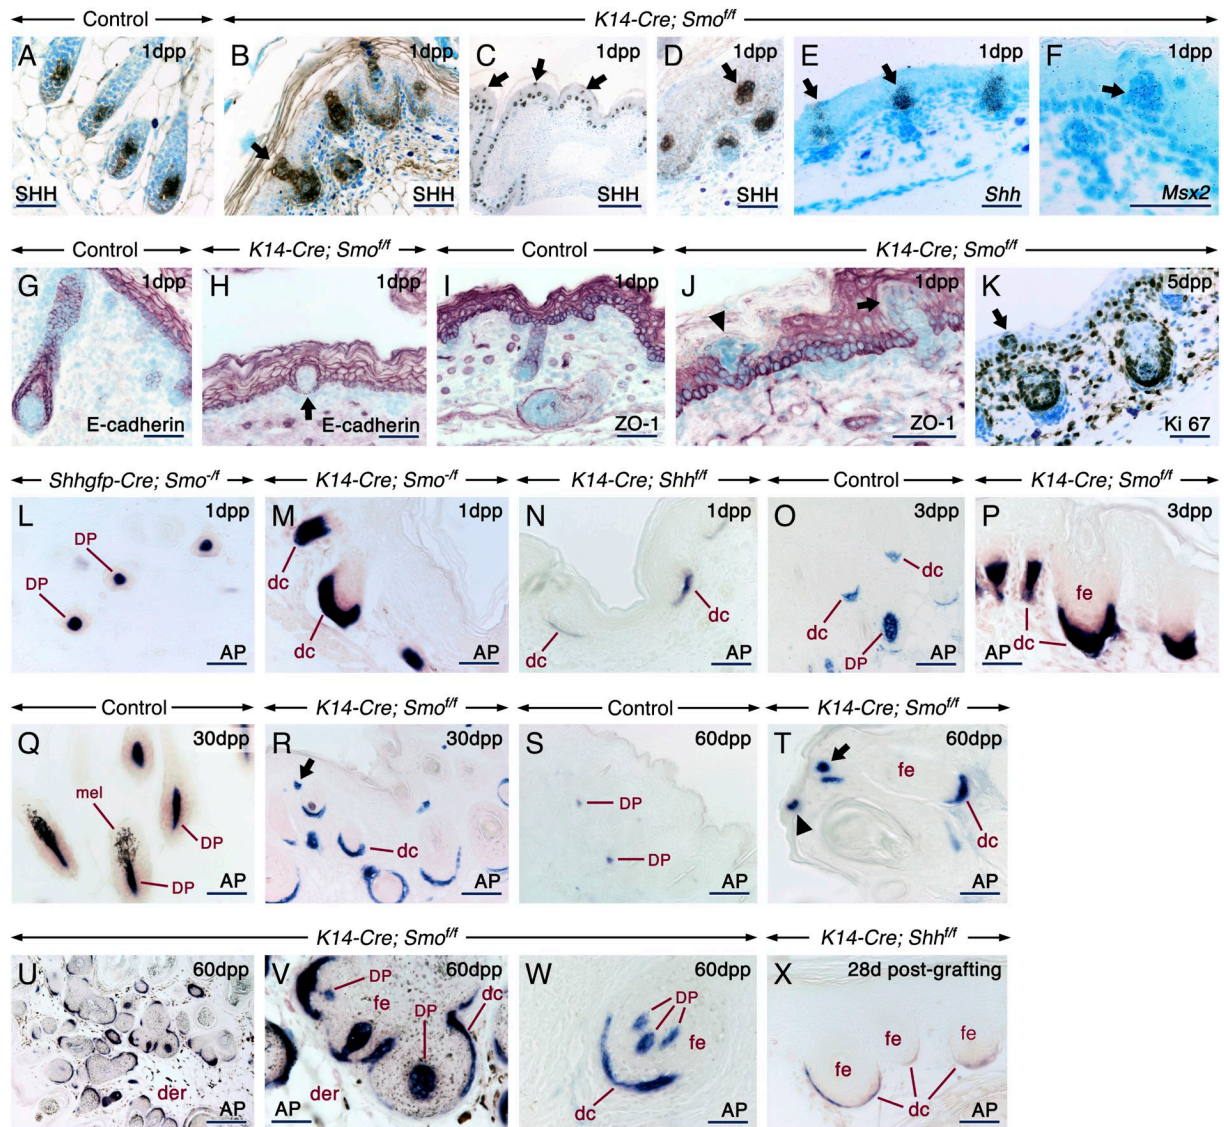 Control K14-Cre; Smof/f
A 1dpp B 1dpp C 1dpp D 1dpp E 1dpp F 1dpp
SHH SHH SHH SHH Shh Msx2
Control K14-Cre; Smof/f Control K14-Cre; Smof/f
G 1dpp H 1dpp I 1dpp J 1dpp K 5dpp
E-cadherin E-cadherin ZO-1 ZO-1 Ki 67
Shhgfp-Cre; Smo-/f K14-Cre; Smo-/f K14-Cre; Shhf/f Control K14-Cre; Smof/f
L 1dpp M 1dpp N 1dpp O 3dpp P 3dpp
DP DP dc dc dc dc dc dc DP fe dc
AP AP AP AP AP
Control K14-Cre; Smof/f Control K14-Cre; Smof/f
Q 30dpp R 30dpp S 60dpp T 60dpp
mel DP DP dc DP DP fe dc
AP AP AP AP
K14-Cre; Smof/f K14-Cre; Shhf/f
U 60dpp V 60dpp W 60dpp X 28d post-grafting
der DP fe DP dc der DP fe dc fe fe fe dc
AP AP AP AP